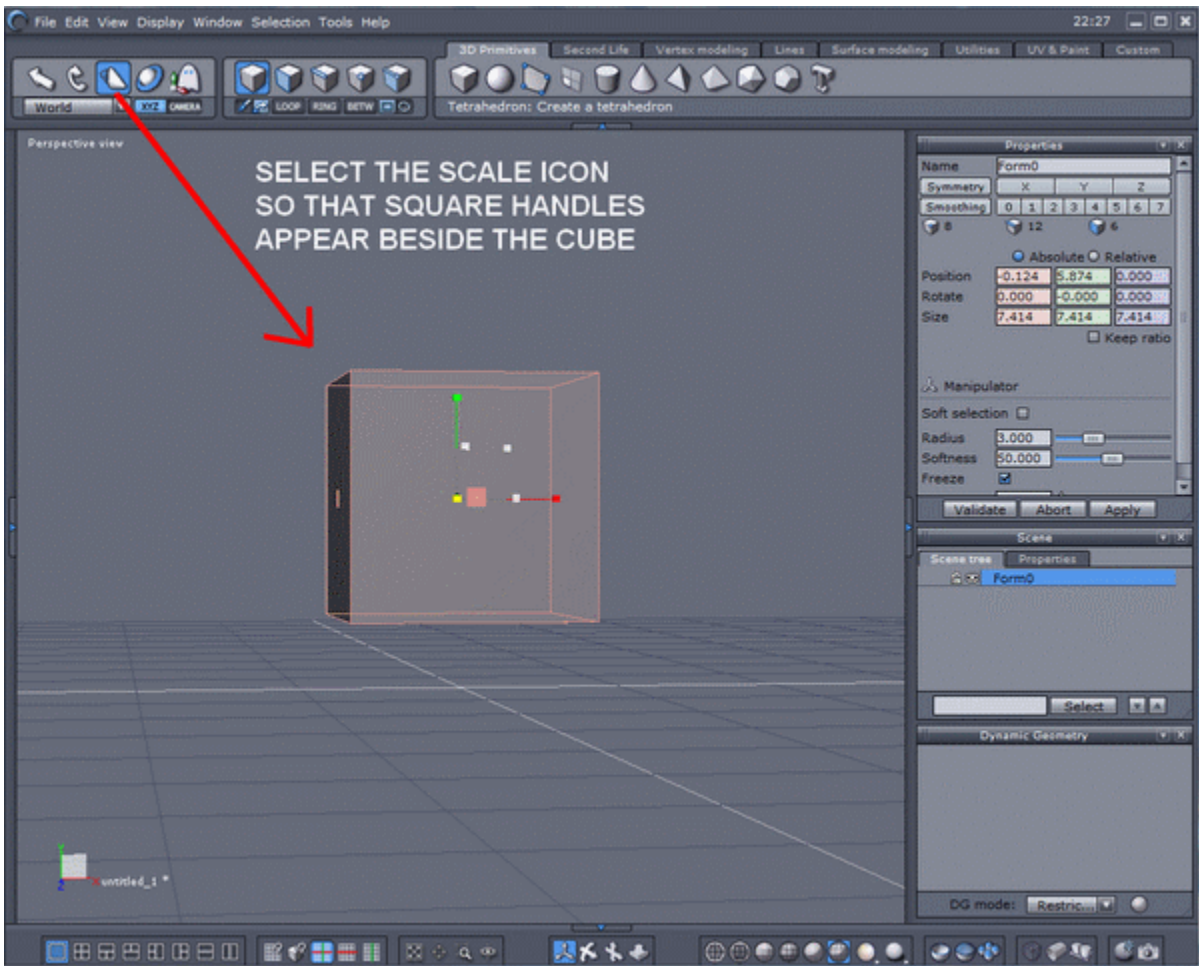 File Edit View Display Window Selection Tools Help 22:27
3D Primitives Second Life Vertex modeling Lines Surface modeling Utilities UV & Paint Custom
World XYZ CAMERA LOOP RING BETW Tetrahedron: Create a tetrahedron
Perspective view
SELECT THE SCALE ICON
SO THAT SQUARE HANDLES
APPEAR BESIDE THE CUBE
Properties
Name Form0
Symmetry X Y Z
Smoothing 0 1 2 3 4 5 6 7
8 12 6
Absolute Relative
Position -0.124 5.874 0.000
Rotate 0.000 -0.000 0.000
Size 7.414 7.414 7.414
Keep ratio
Manipulator
Soft selection
Radius 3.000
Softness 50.000
Freeze
Validate Abort Apply
Scene
Scene tree Properties
Form0
Select
Dynamic Geometry
Y
Z
untitled_1 *
DG mode: Restric...